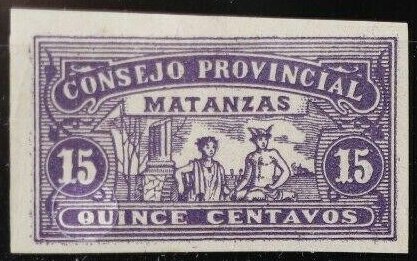 CONSEJO PROVINCIAL
MATANZAS
15 15
QUINCE CENTAVOS